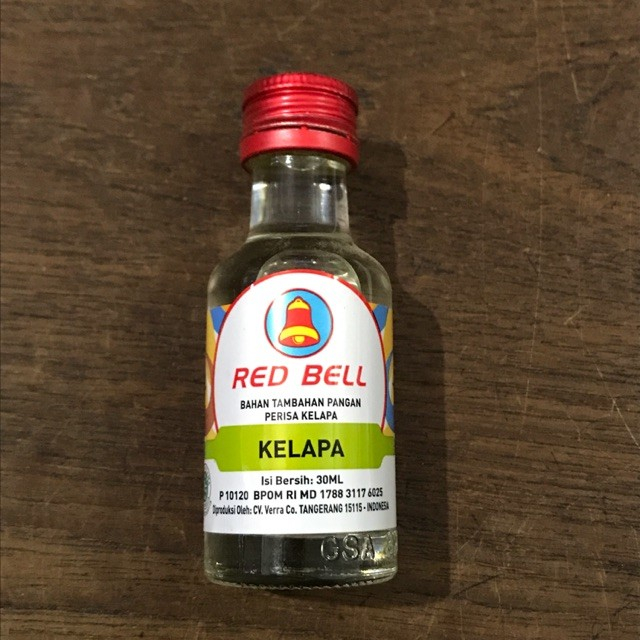 RED BELL
BAHAN TAMBAHAN PANGAN
PERISA KELAPA
KELAPA
Isi Bersih: 30ML
P 10120 BPOM RI MD 1788 3117 6025
Diproduksi Oleh: CV. Verra Co. TANGERANG 15115 - INDONESIA
GSA